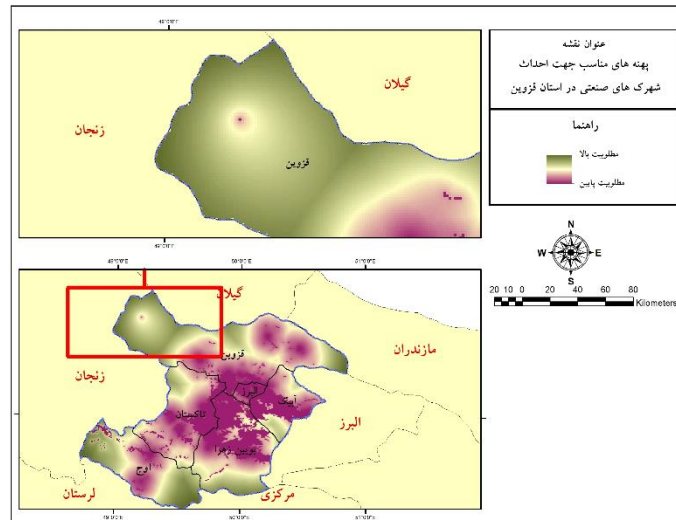 عنوان نقشه
پهنه های مناسب جهت احداث
شهرک های صنعتی در استان قزوین
راهنما
مطلوبیت بالا
مطلوبیت پایین
گیلان
زنجان
قزوین
N
W E
S
20 10 0 20 40 60 80
Kilometers
گیلان
مازندران
قزوین
زنجان
البرز
آبیک
تاکستان
البرز
بویین زهرا
آوج
لرستان
مرکزی